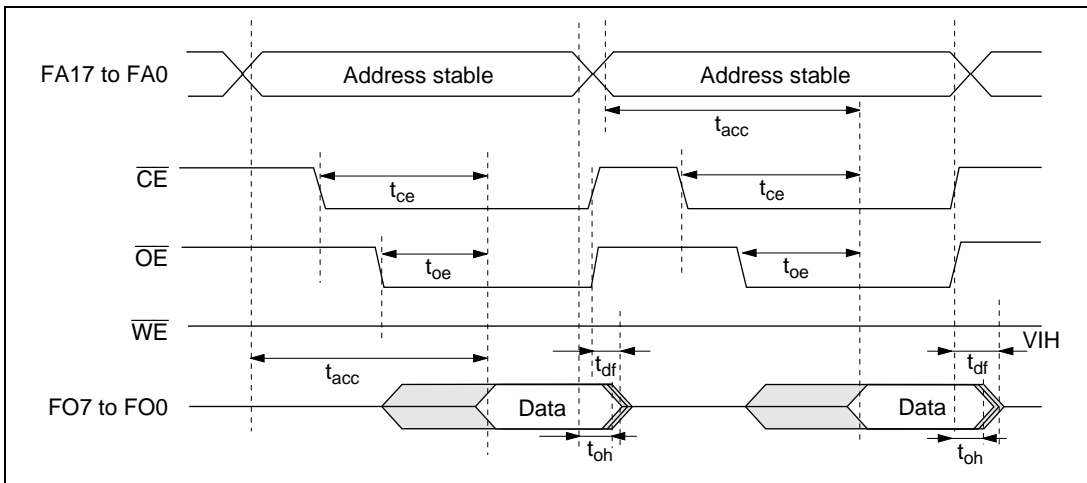 FA17 to FA0
Address stable
Address stable
tacc
CE
tce
tce
OE
toe
toe
WE
VIH
tacc
tdf
tdf
FO7 to FO0
Data
Data
toh
toh